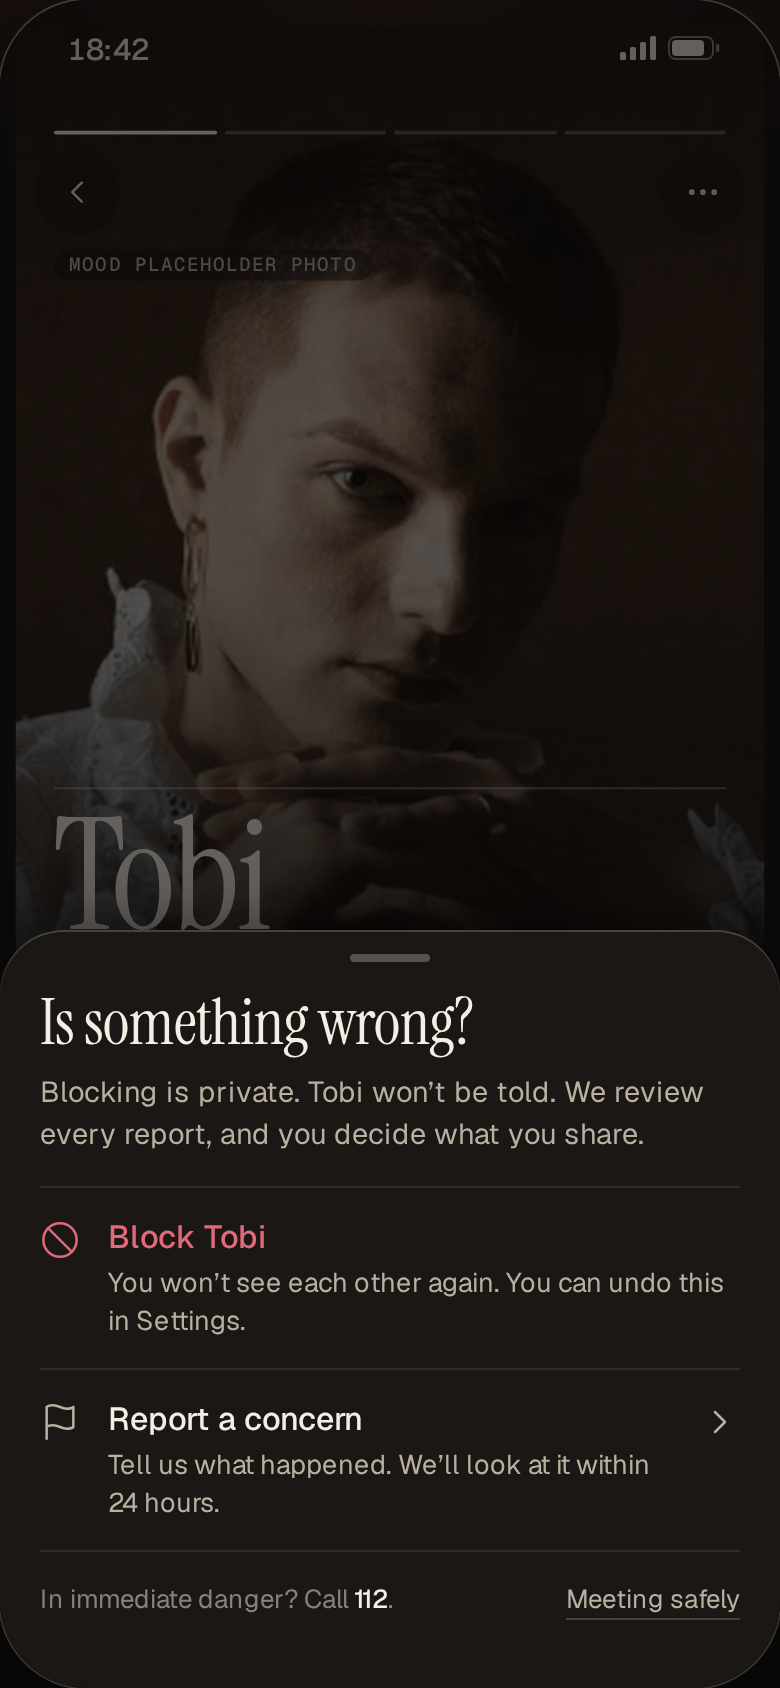 18:42
MOOD PLACEHOLDER PHOTO
Tobi
Is something wrong?
Blocking is private. Tobi won’t be told. We review
every report, and you decide what you share.
Block Tobi
You won’t see each other again. You can undo this
in Settings.
Report a concern
Tell us what happened. We’ll look at it within
24 hours.
In immediate danger? Call 112.
Meeting safely